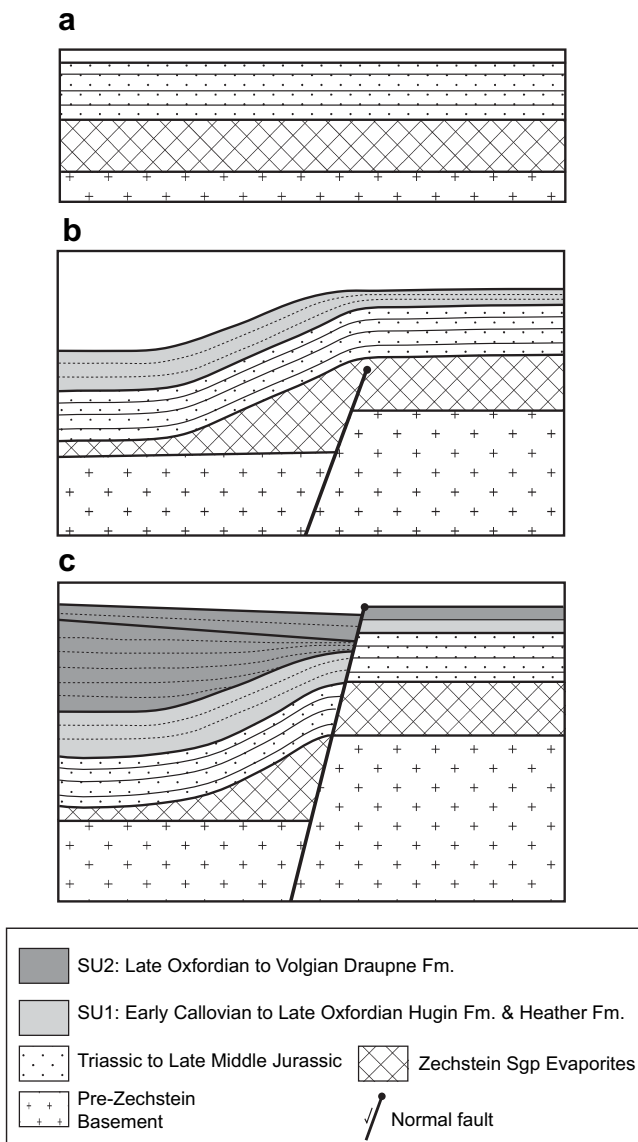 a
b
c
SU2: Late Oxfordian to Volgian Draupne Fm.
SU1: Early Callovian to Late Oxfordian Hugin Fm. & Heather Fm.
Triassic to Late Middle Jurassic
Zechstein Sgp Evaporites
Pre-Zechstein
Basement
Normal fault